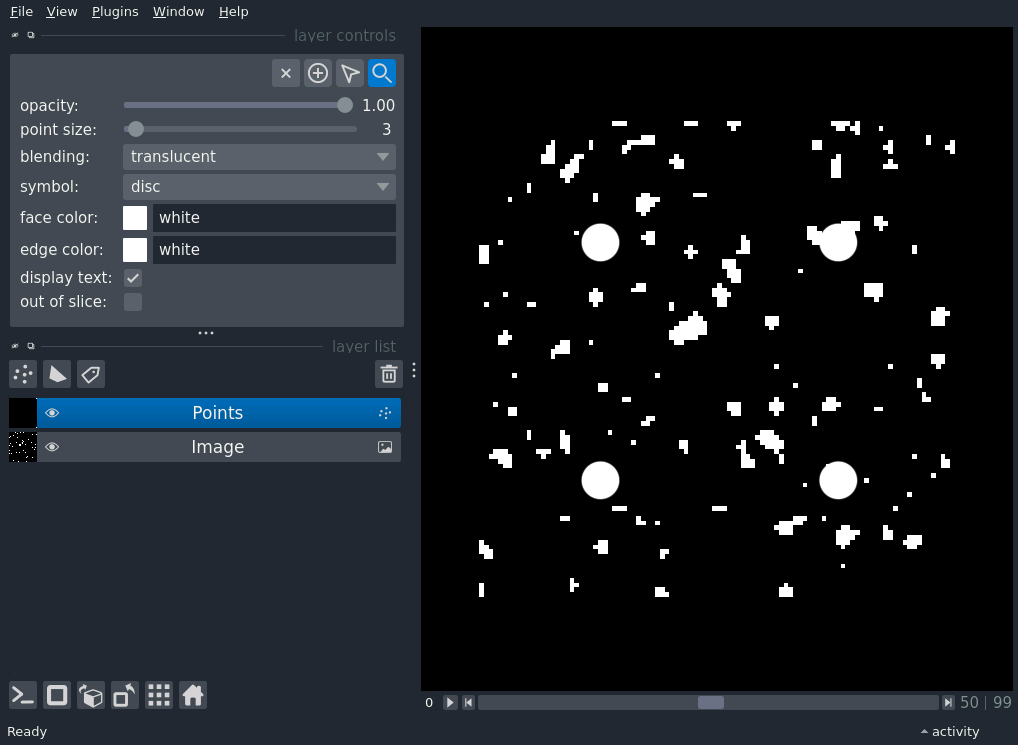 File View Plugins Window Help
layer controls
opacity: 1.00
point size: 3
blending: translucent
symbol: disc
face color: white
edge color: white
display text:
out of slice:
layer list
Points
Image
0 50 | 99
Ready activity